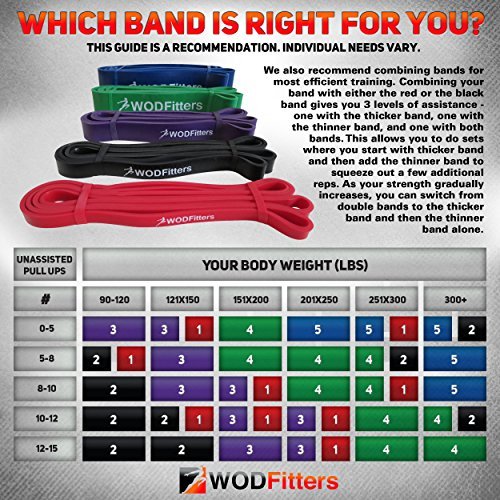 WHICH BAND IS RIGHT FOR YOU?
THIS GUIDE IS A RECOMMENDATION. INDIVIDUAL NEEDS VARY.
WODFitters
WODFitters
WODFitters
WODFitters
We also recommend combining bands for
most efficient training. Combining your
band with either the red or the black
band gives you 3 levels of assistance -
one with the thicker band, one with
the thinner band, and one with both
bands. This allows you to do sets
where you start with thicker band
and then add the thinner band to
squeeze out a few additional
reps. As your strength gradually
increases, you can switch from
double bands to the thicker
band and then the thinner
band alone.
UNASSISTED
PULL UPS
YOUR BODY WEIGHT (LBS)
# 90-120 121X150 151X200 201X250 251X300 300+
0-5 3 3 1 4 5 5 1 5 2
5-8 2 1 3 4 4 4 2 5
8-10 2 3 3 1 4 4 1 5
10-12 2 2 1 3 1 3 1 4 4 2
12-15 2 2 3 3 1 4 4
WODFitters